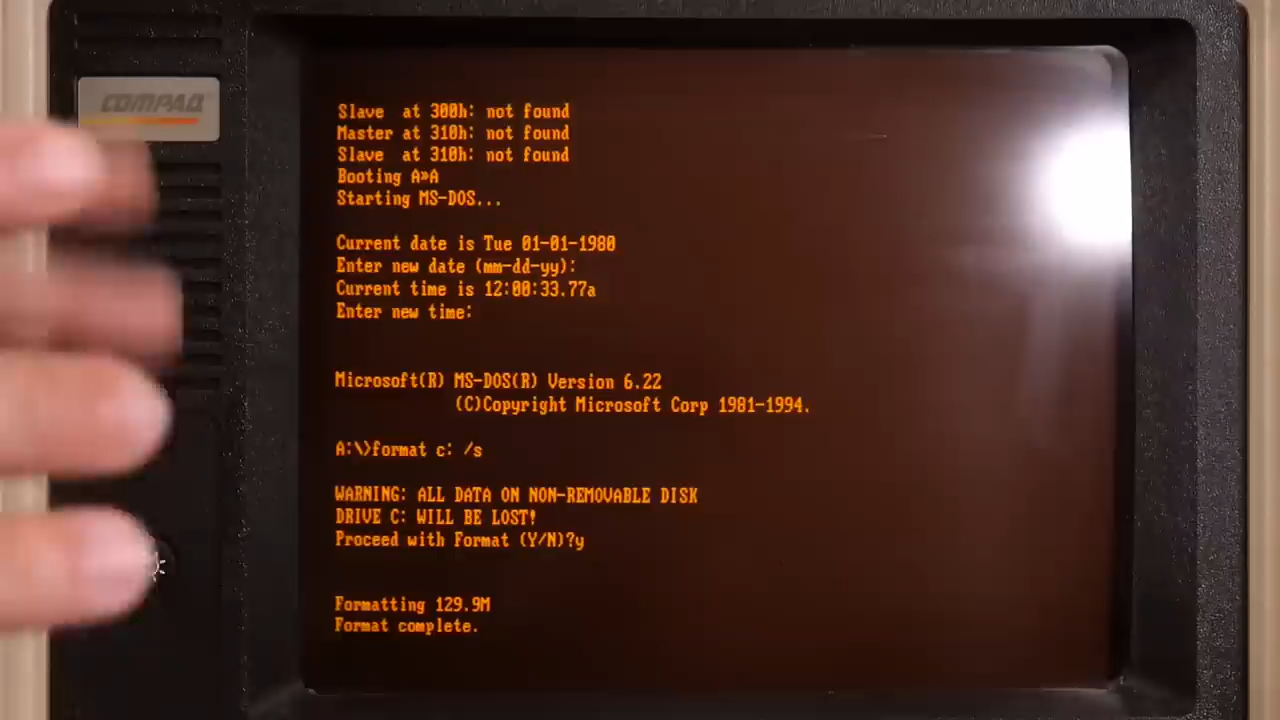 COMPAQ
Slave  at 300h: not found
Master at 310h: not found
Slave  at 310h: not found
Booting A»A
Starting MS-DOS...
Current date is Tue 01-01-1980
Enter new date (mm-dd-yy):
Current time is 12:00:33.77a
Enter new time:
Microsoft(R) MS-DOS(R) Version 6.22
(C)Copyright Microsoft Corp 1981-1994.
A:\>format c: /s
WARNING: ALL DATA ON NON-REMOVABLE DISK
DRIVE C: WILL BE LOST!
Proceed with Format (Y/N)?y
Formatting 129.9M
Format complete.